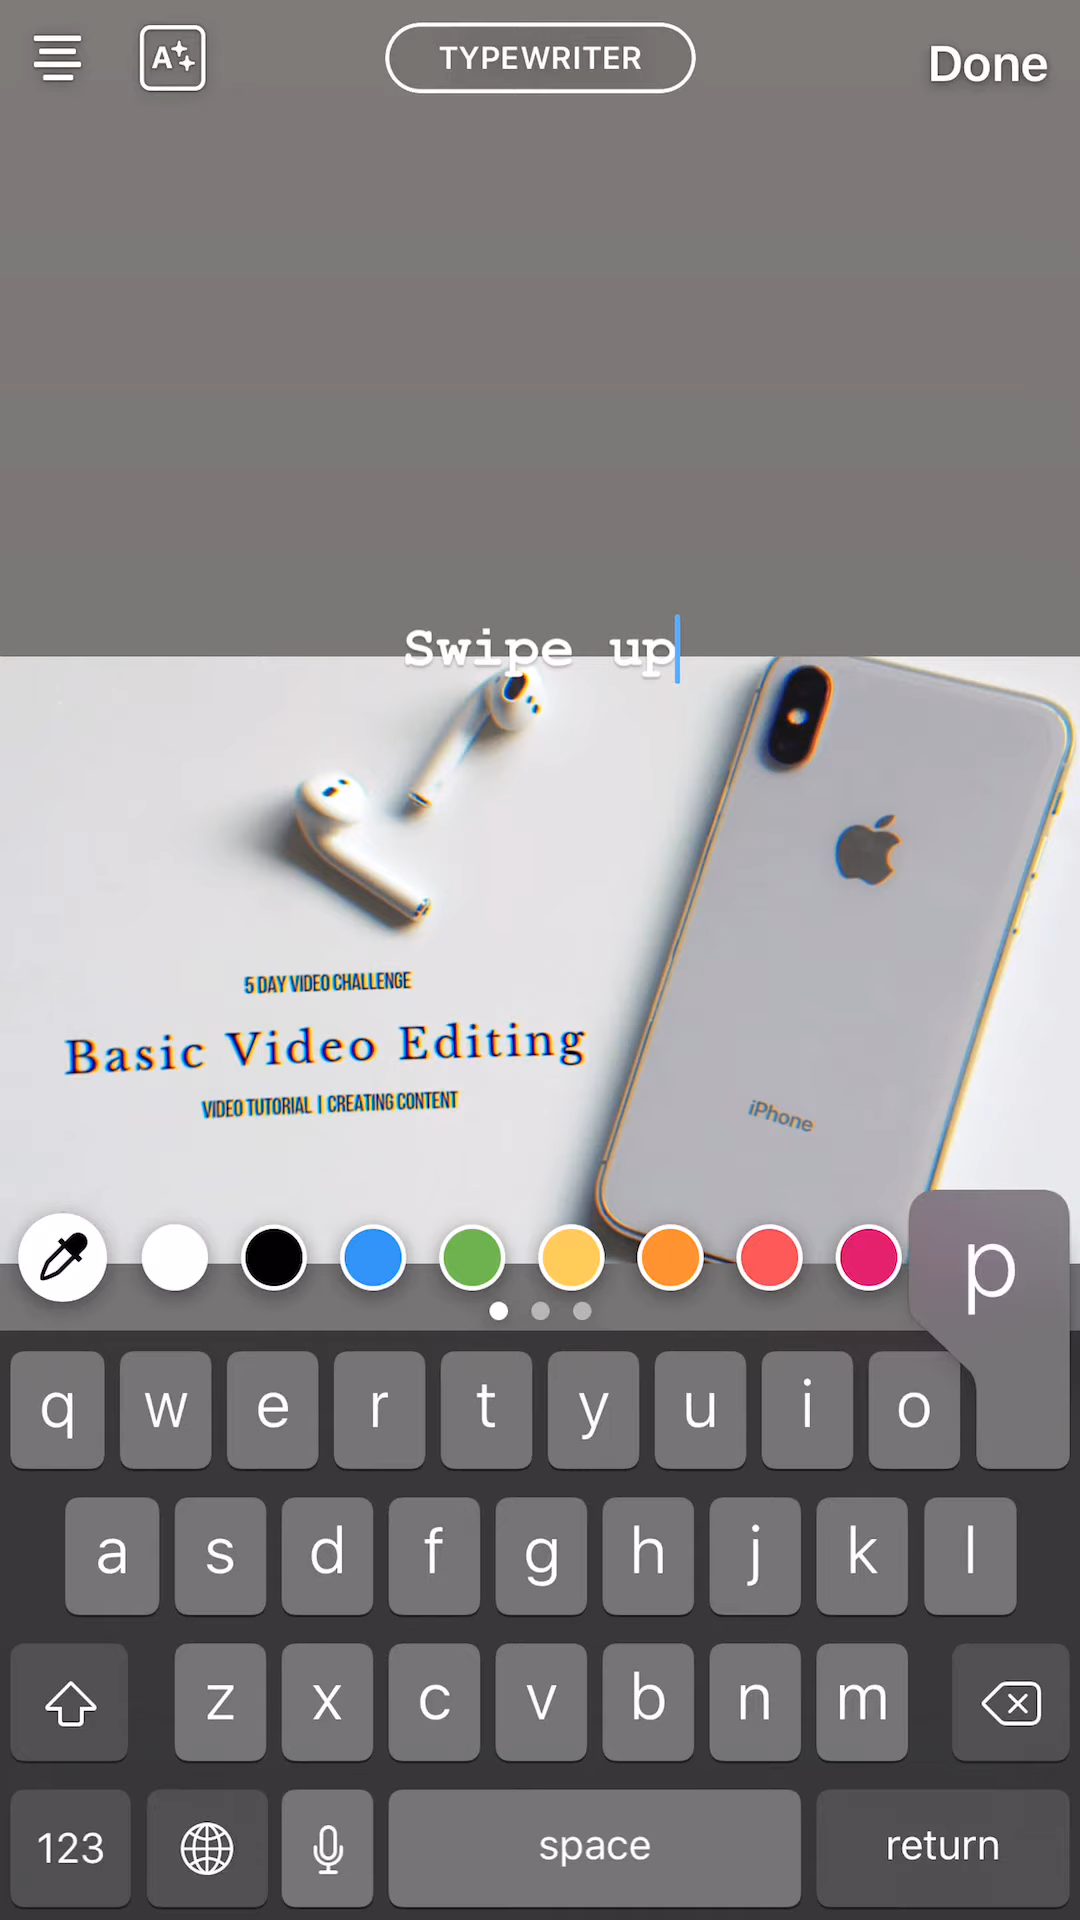 A
TYPEWRITER
Done
Swipe up
5 DAY VIDEO CHALLENGE
Basic Video Editing
VIDEO TUTORIAL | CREATING CONTENT
iPhone
p
q w e r t y u i o
a s d f g h j k l
z x c v b n m
123 space return